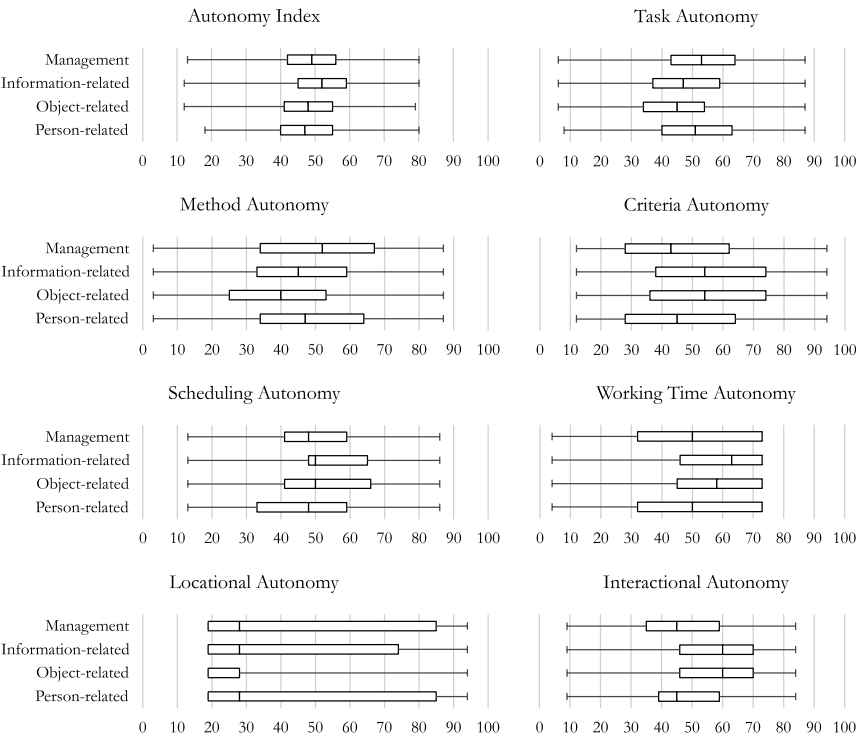 Autonomy Index
Management
Information-related
Object-related
Person-related
0 10 20 30 40 50 60 70 80 90 100
Task Autonomy
0 10 20 30 40 50 60 70 80 90 100
Method Autonomy
Management
Information-related
Object-related
Person-related
0 10 20 30 40 50 60 70 80 90 100
Criteria Autonomy
0 10 20 30 40 50 60 70 80 90 100
Scheduling Autonomy
Management
Information-related
Object-related
Person-related
0 10 20 30 40 50 60 70 80 90 100
Working Time Autonomy
0 10 20 30 40 50 60 70 80 90 100
Locational Autonomy
Management
Information-related
Object-related
Person-related
0 10 20 30 40 50 60 70 80 90 100
Interactional Autonomy
0 10 20 30 40 50 60 70 80 90 100